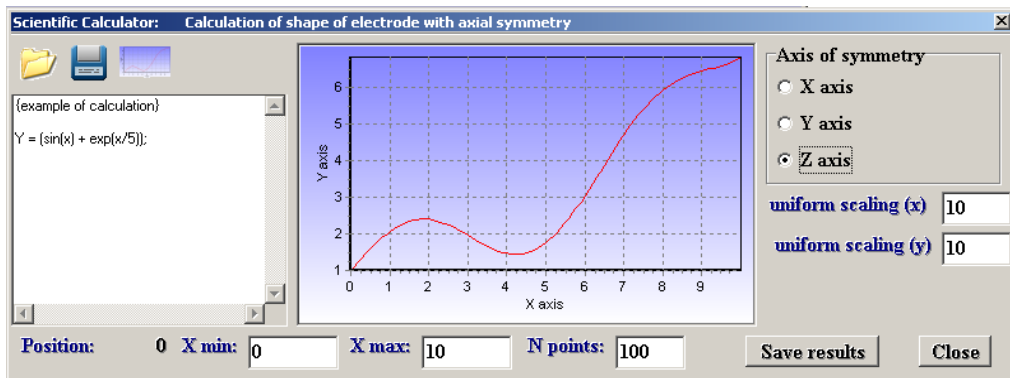 Scientific Calculator: Calculation of shape of electrode with axial symmetry
{example of calculation}
Y = (sin(x) + exp(x/5));
Y axis
6
5
4
3
2
1
0 1 2 3 4 5 6 7 8 9
X axis
Axis of symmetry
X axis
Y axis
Z axis
uniform scaling (x) 10
uniform scaling (y) 10
Position: 0 X min: 0 X max: 10 N points: 100 Save results Close